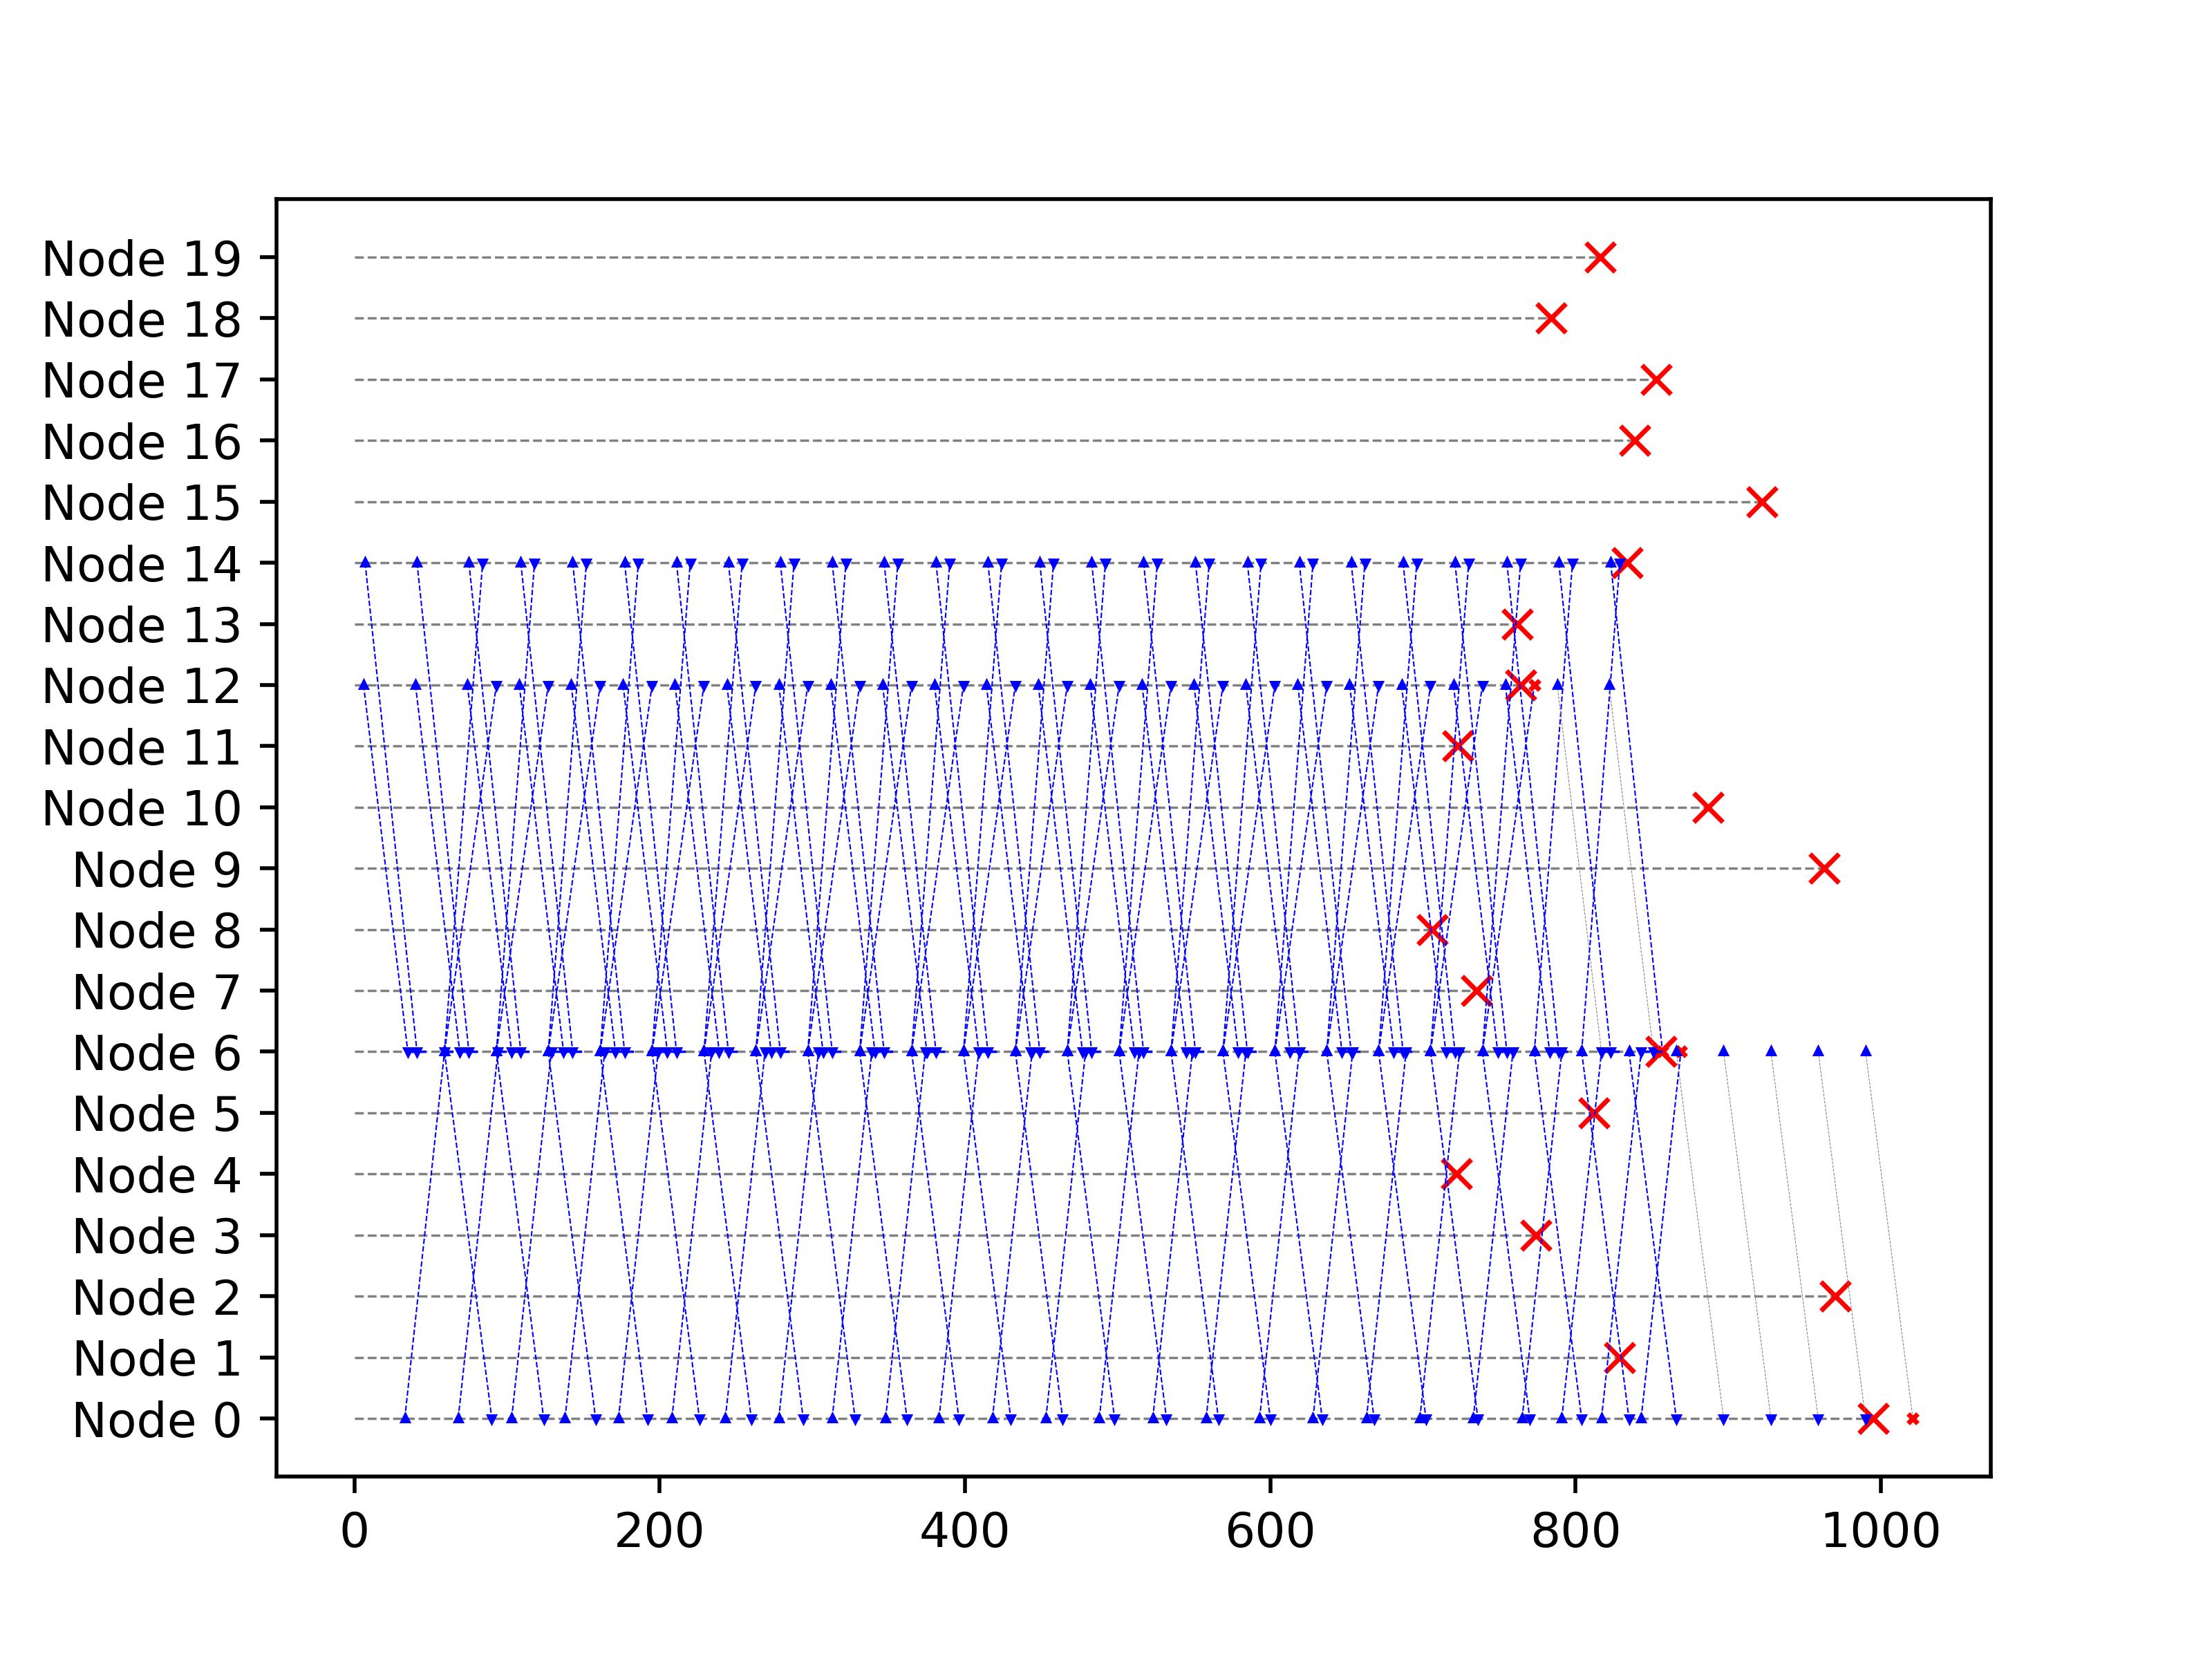 Node 19
Node 18
Node 17
Node 16
Node 15
Node 14
Node 13
Node 12
Node 11
Node 10
Node 9
Node 8
Node 7
Node 6
Node 5
Node 4
Node 3
Node 2
Node 1
Node 0
0 200 400 600 800 1000